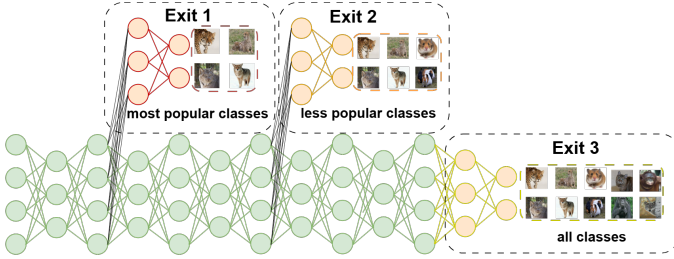 Exit 1
most popular classes
Exit 2
less popular classes
Exit 3
all classes